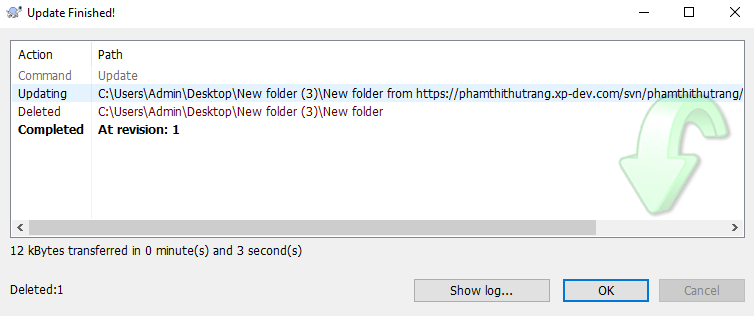 Update Finished!
Action Path
Command Update
Updating C:\Users\Admin\Desktop\New folder (3)\New folder from https://phamthithutrang.xp-dev.com/svn/phamthithutrang/
Deleted C:\Users\Admin\Desktop\New folder (3)\New folder
Completed At revision: 1
12 kBytes transferred in 0 minute(s) and 3 second(s)
Deleted:1 Show log... OK Cancel